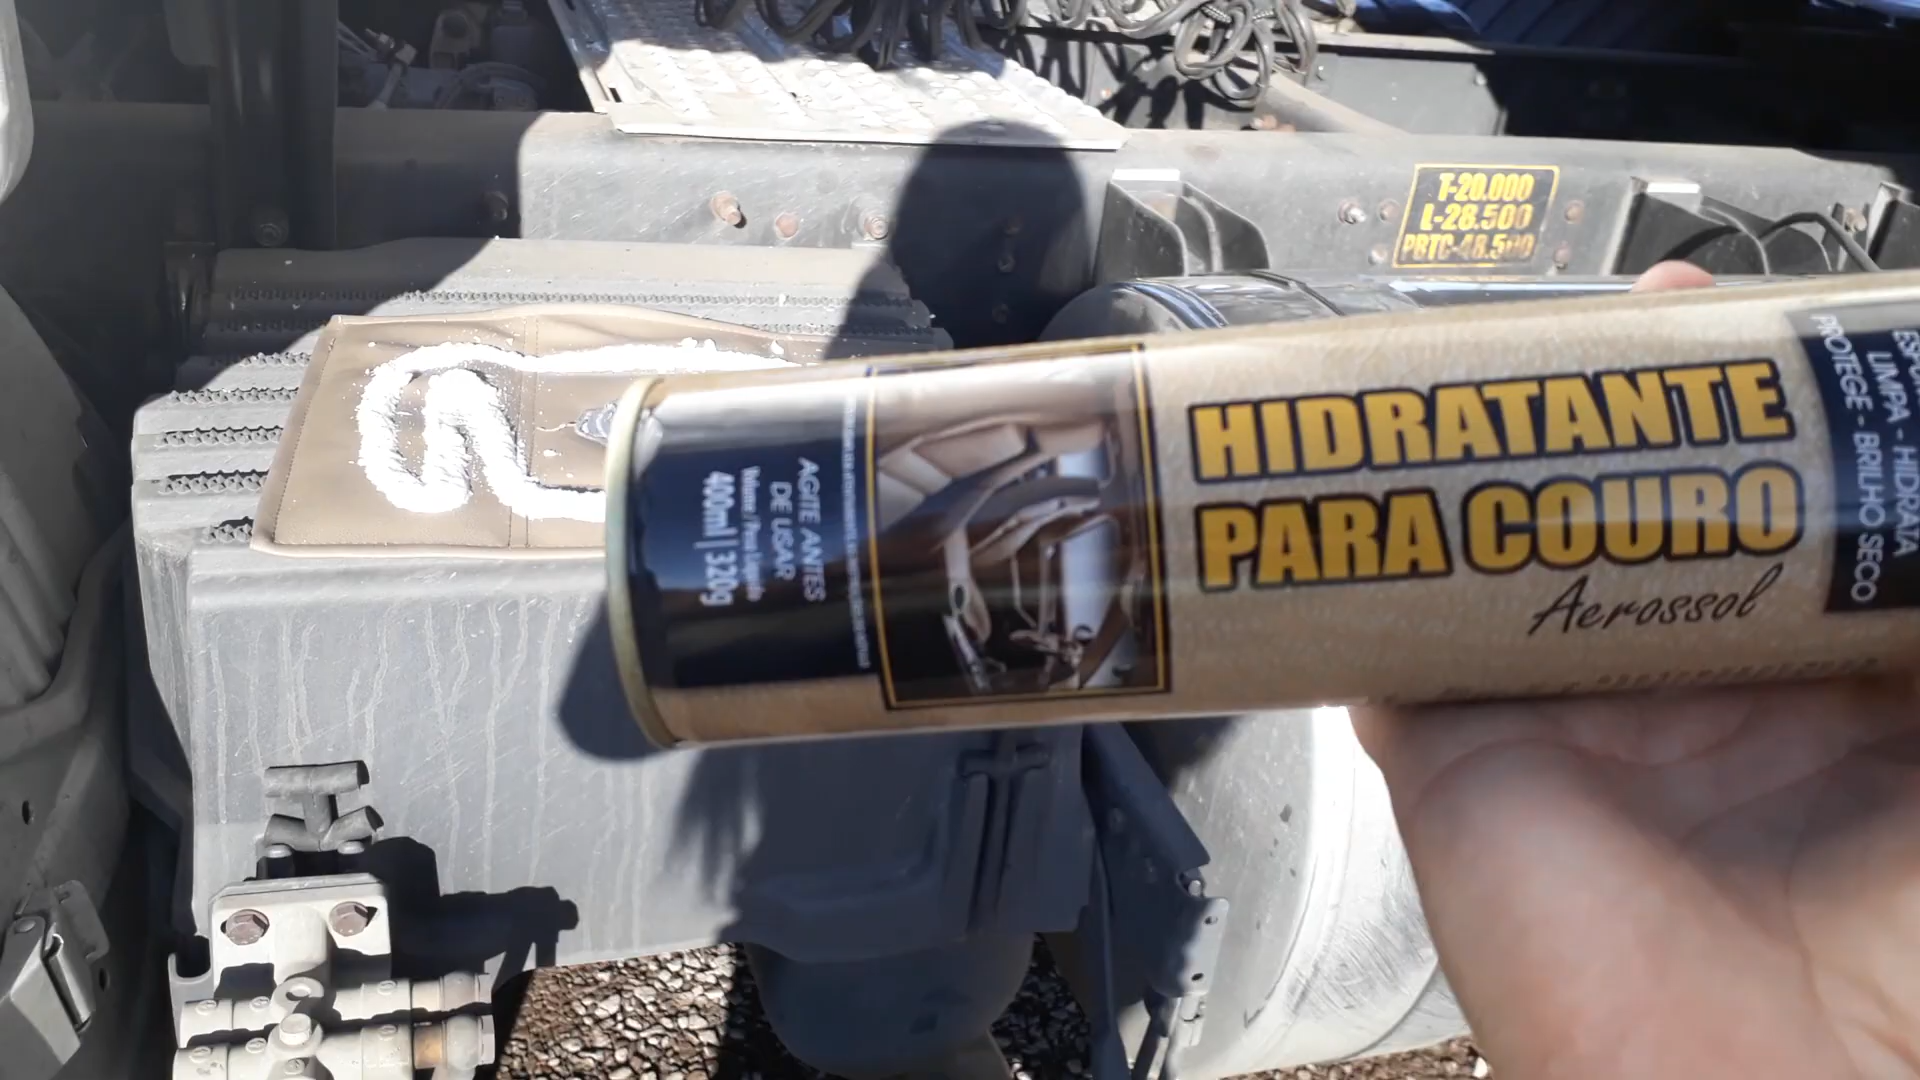 T-20.000
L-28.500
PBTC-48.500
HIDRATANTE
PARA COURO
Aerossol
AGITE ANTES
DE USAR
400ml | 320g
LIMPA - HIDRATA
PROTEGE - BRILHO SECO